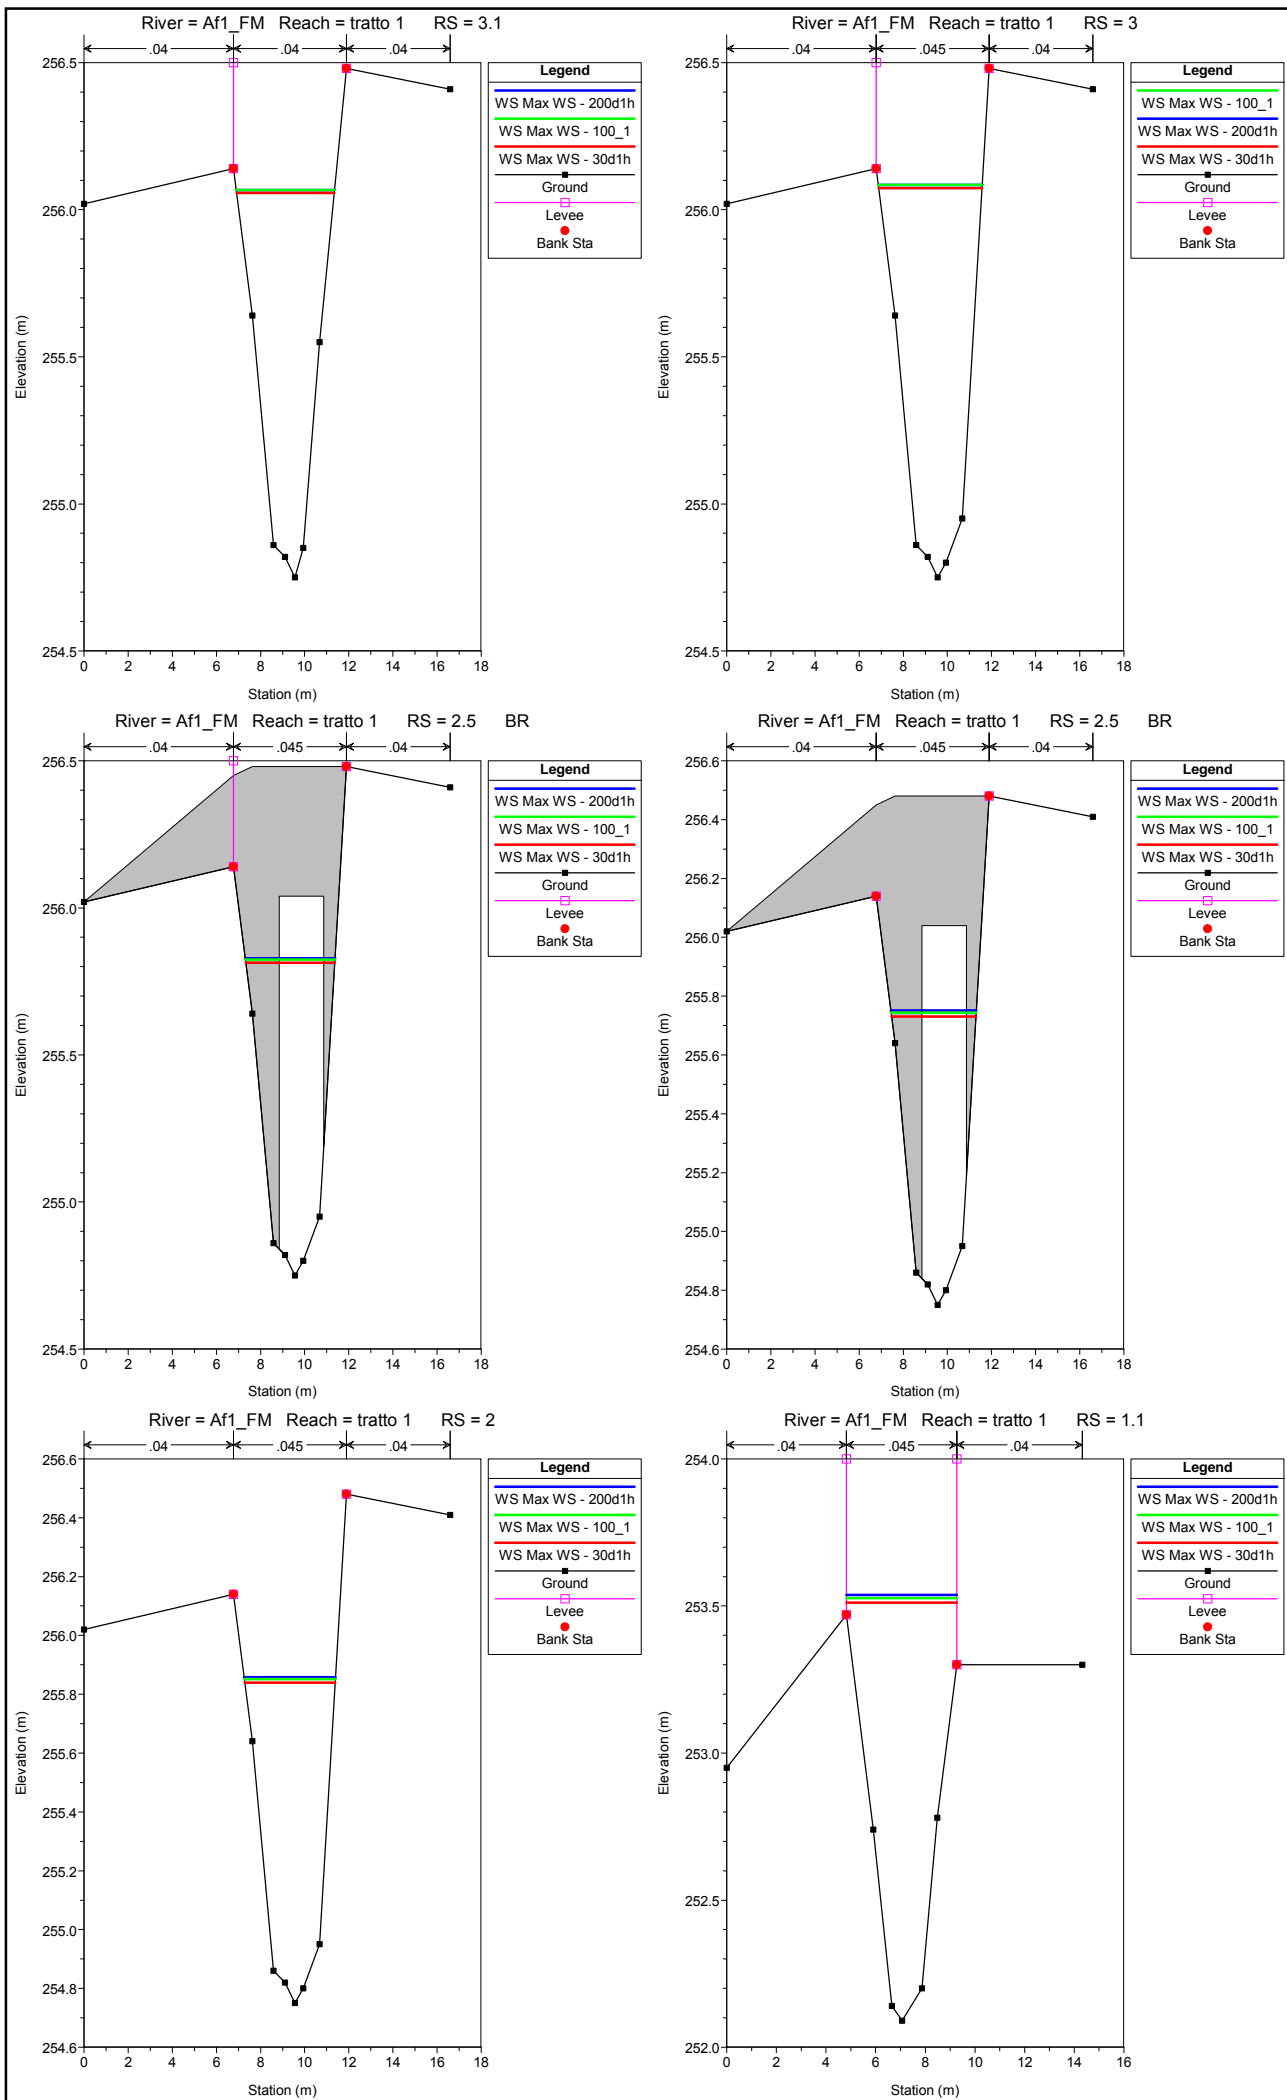 River = Af1_FM Reach = tratto 1 RS = 3.1
.04 .04 .04
256.5
256.0
255.5
255.0
254.5
Elevation (m)
0 2 4 6 8 10 12 14 16 18
Station (m)
Legend
WS Max WS - 200d1h
WS Max WS - 100_1
WS Max WS - 30d1h
Ground
Levee
Bank Sta
River = Af1_FM Reach = tratto 1 RS = 3
.04 .045 .04
256.5
256.0
255.5
255.0
254.5
Elevation (m)
0 2 4 6 8 10 12 14 16 18
Station (m)
Legend
WS Max WS - 100_1
WS Max WS - 200d1h
WS Max WS - 30d1h
Ground
Levee
Bank Sta
River = Af1_FM Reach = tratto 1 RS = 2.5 BR
.04 .045 .04
256.5
256.0
255.5
255.0
254.5
Elevation (m)
0 2 4 6 8 10 12 14 16 18
Station (m)
Legend
WS Max WS - 200d1h
WS Max WS - 100_1
WS Max WS - 30d1h
Ground
Levee
Bank Sta
River = Af1_FM Reach = tratto 1 RS = 2.5 BR
.04 .045 .04
256.6
256.4
256.2
256.0
255.8
255.6
255.4
255.2
255.0
254.8
254.6
Elevation (m)
0 2 4 6 8 10 12 14 16 18
Station (m)
Legend
WS Max WS - 200d1h
WS Max WS - 100_1
WS Max WS - 30d1h
Ground
Levee
Bank Sta
River = Af1_FM Reach = tratto 1 RS = 2
.04 .045 .04
256.6
256.4
256.2
256.0
255.8
255.6
255.4
255.2
255.0
254.8
254.6
Elevation (m)
0 2 4 6 8 10 12 14 16 18
Station (m)
Legend
WS Max WS - 200d1h
WS Max WS - 100_1
WS Max WS - 30d1h
Ground
Levee
Bank Sta
River = Af1_FM Reach = tratto 1 RS = 1.1
.04 .045 .04
254.0
253.5
253.0
252.5
252.0
Elevation (m)
0 2 4 6 8 10 12 14 16
Station (m)
Legend
WS Max WS - 200d1h
WS Max WS - 100_1
WS Max WS - 30d1h
Ground
Levee
Bank Sta